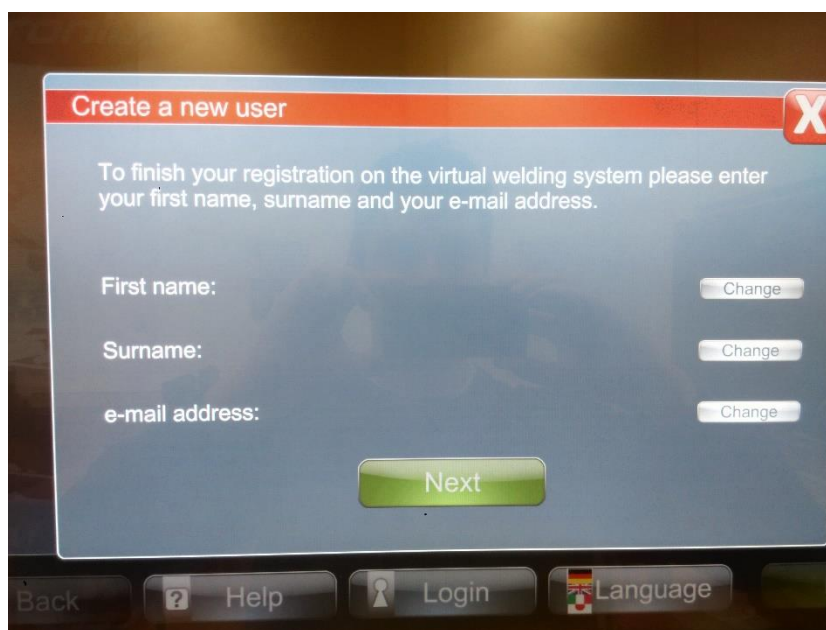 Create a new user
X
To finish your registration on the virtual welding system please enter
your first name, surname and your e-mail address.
First name:
Change
Surname:
Change
e-mail address:
Change
Next
Back
? Help
Login
Language